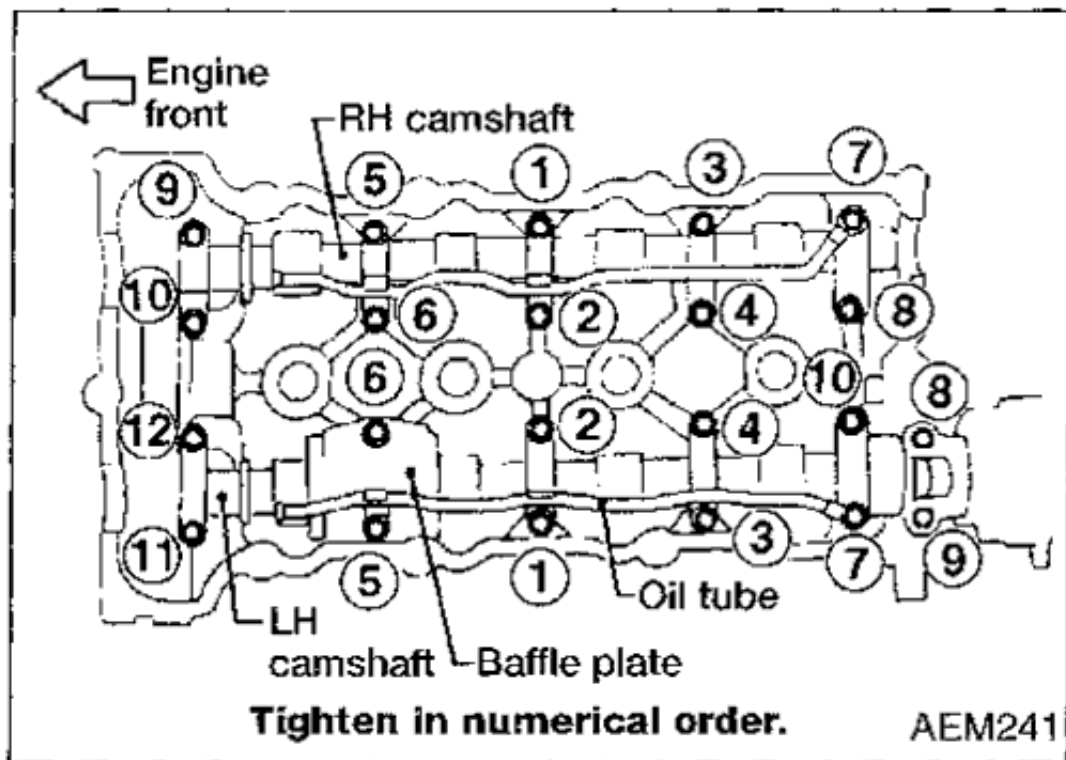 Engine
front
RH camshaft
9 5 1 3 7
10 6 2 4 8
6 10 8
12 2 4
11 5 1 3 7 9
Oil tube
LH
camshaft
Baffle plate
Tighten in numerical order.
AEM241